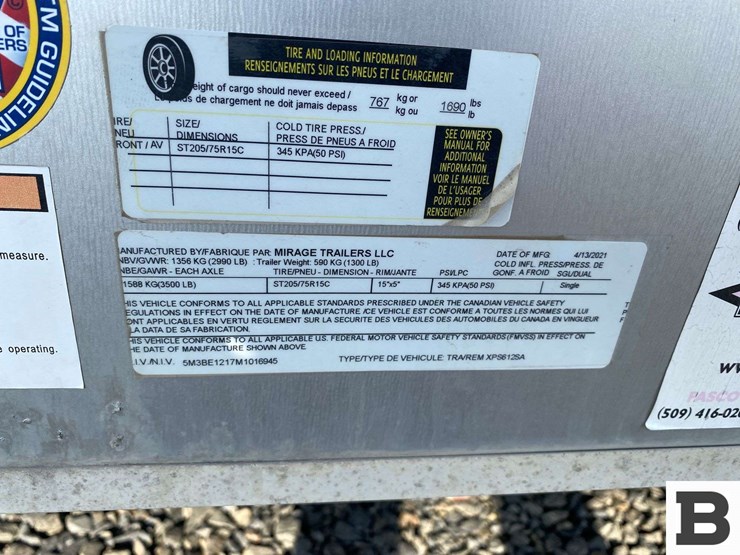 OF
ERS
TM GUIDELIN
measure.
e operating.
TIRE AND LOADING INFORMATION
RENSEIGNEMENTS SUR LES PNEUS ET LE CHARGEMENT
eight of cargo should never exceed / 767 kg or 1690 lbs
de chargement ne doit jamais depass kg ou lb
SIZE/ COLD TIRE PRESS./
DIMENSIONS PRESS DE PNEUS A FROID
RONT / AV ST205/75R15C 345 KPA(50 PSI)
SEE OWNER'S
MANUAL FOR
ADDITIONAL
INFORMATION
VOIR LE MANUEL
DE L'USAGER
POUR PLUS DE
RENSEIGNEM
ANUFACTURED BY/FABRIQUE PAR: MIRAGE TRAILERS LLC DATE OF MFG: 4/13/2021
NBV/GVWR: 1356 KG (2990 LB) : Trailer Weight: 590 KG (1300 LB) COLD INFL. PRESS/PRESS. DE
NBE/GAWR - EACH AXLE TIRE/PNEU - DIMENSION - RIM/JANTE PSI/LPC GONF. A FROID SGL/DUAL
1588 KG(3500 LB) ST205/75R15C 15"x5" 345 KPA(50 PSI) Single
HIS VEHICLE CONFORMS TO ALL APPLICABLE STANDARDS PRESCRIBED UNDER THE CANADIAN VEHICLE SAFETY
EGULATIONS IN EFFECT ON THE DATE OF MANUFACTURE./CE VEHICLE EST CONFORME A TOUTES LES NORMES QUI LUI
ONT APPLICABLES EN VERTU REGLEMENT SUR LA SECURITE DES VEHICULES DES AUTOMOBILES DU CANADA EN VINGUEUR
LA DATA DE SA FABRICATION.
HIS VEHICLE CONFORMS TO ALL APPLICABLE U.S. FEDERAL MOTOR VEHICLE SAFETY STANDARDS (FMVSS) IN EFFECT ON
HE DATE OF MANUFACTURE SHOWN ABOVE.
I.V./N.I.V. 5M3BE1217M1016945 TYPE/TYPE DE VEHICULE: TRA/REM XPS612SA
PASCO
(509) 416-02
B